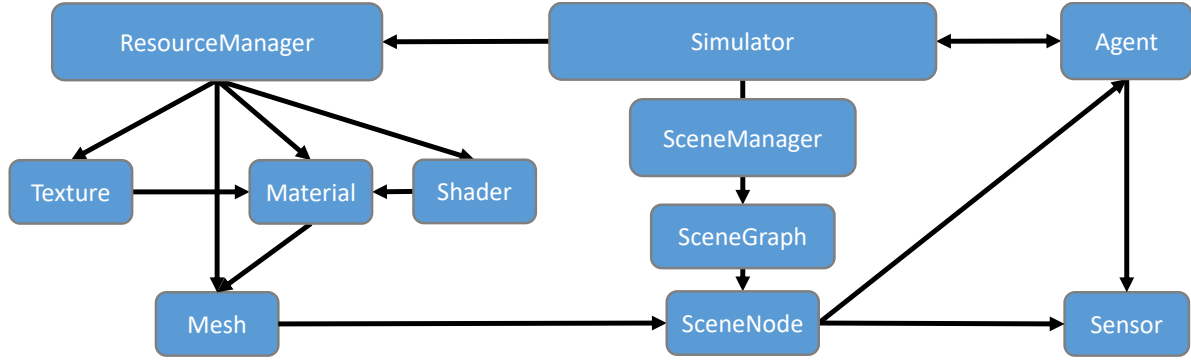 ResourceManager
Simulator
Agent
SceneManager
Texture
Material
Shader
SceneGraph
Mesh
SceneNode
Sensor